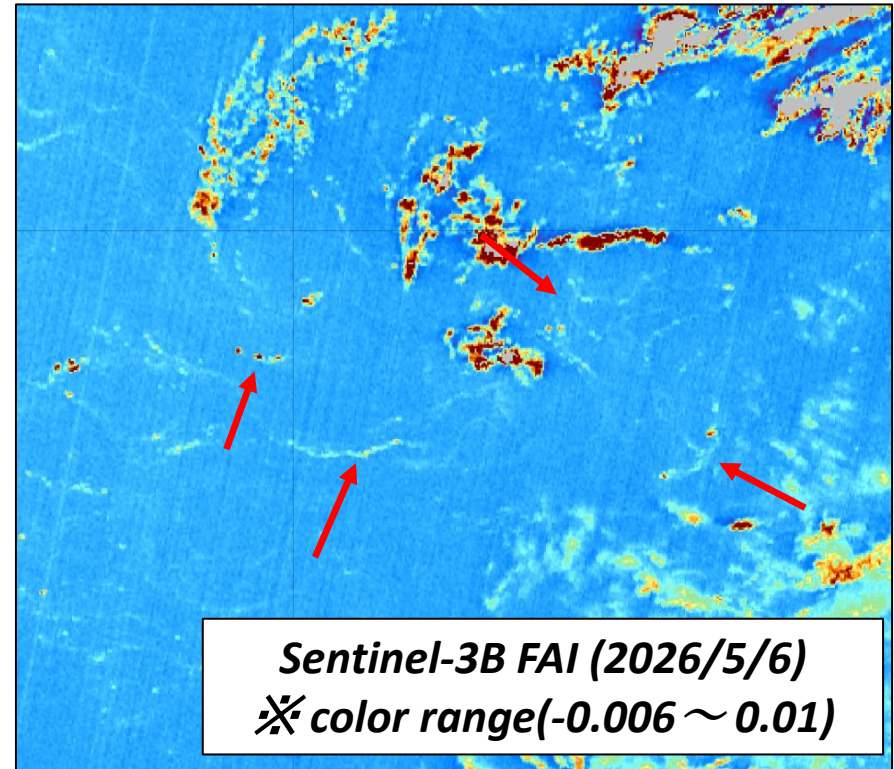 Sentinel-3B FAI (2026/5/6)
※ color range(-0.006～0.01)